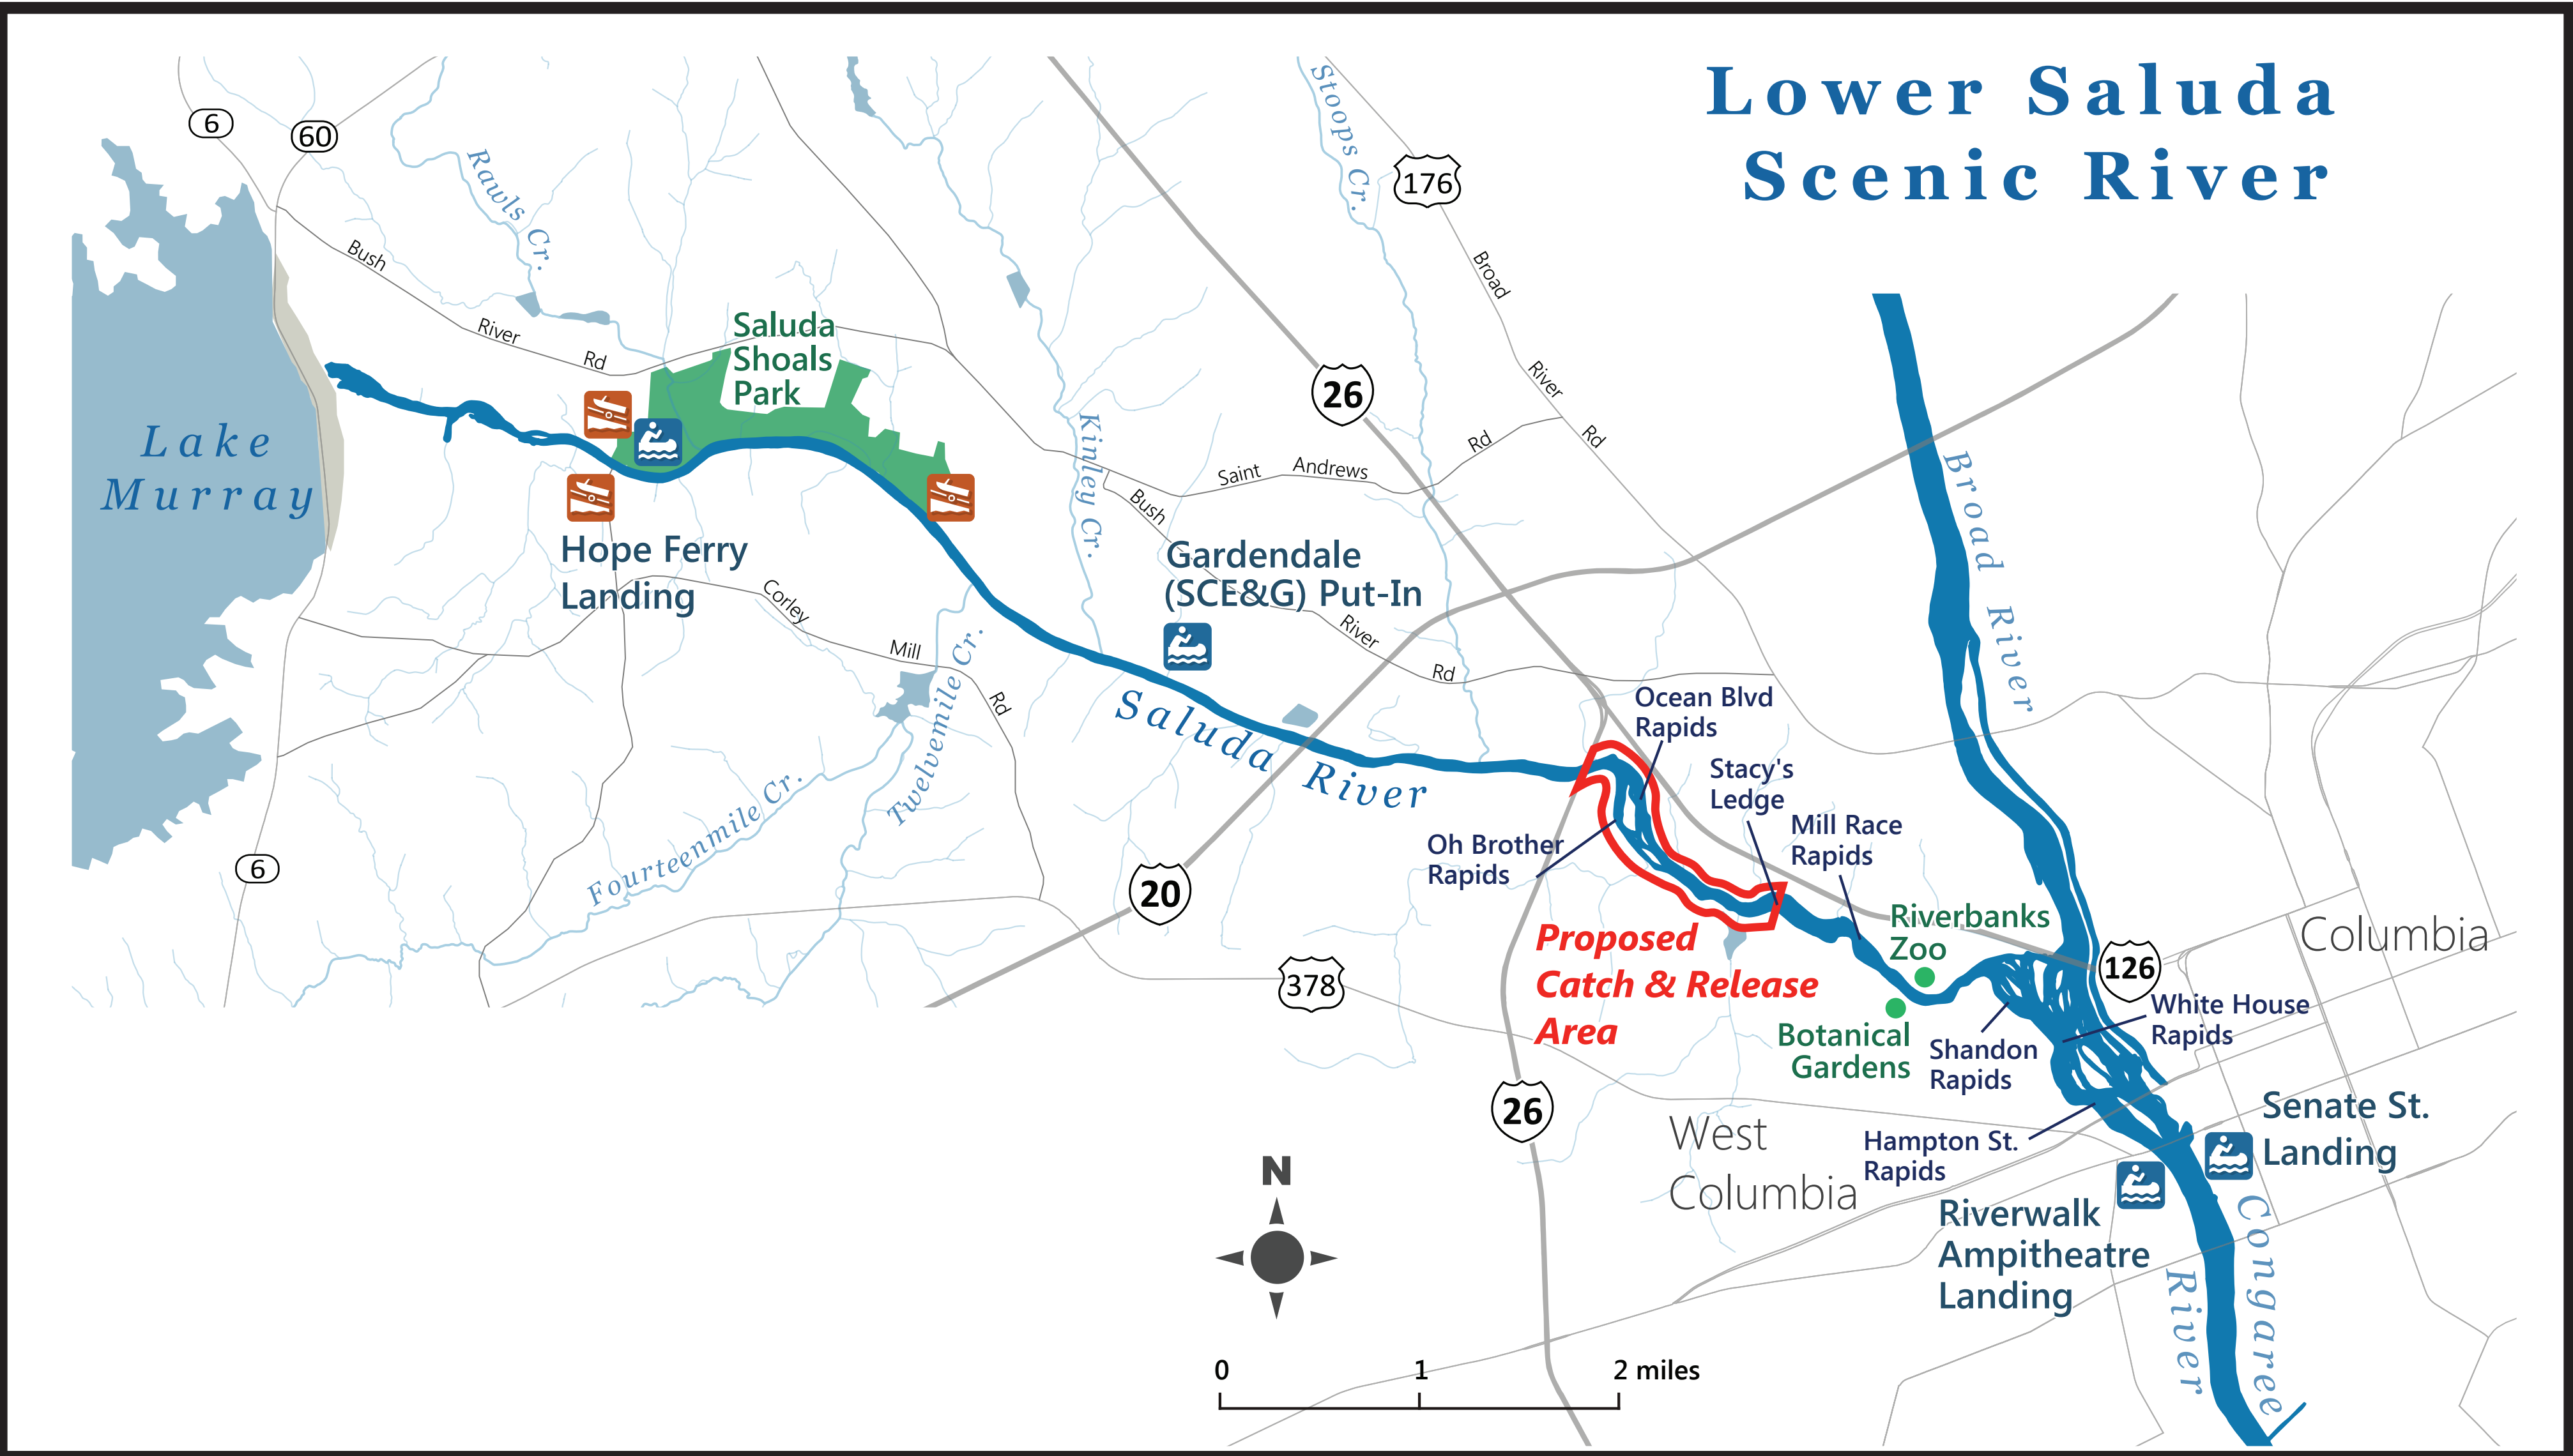 Lower Saluda
Scenic River
6
60
Rawls Cr.
Stoops Cr.
176
Bush River Rd
Broad River Rd
Saluda
Shoals
Park
26
Lake
Murray
Kinley Cr.
Saint Andrews Rd
Broad River
Hope Ferry
Landing
Bush River Rd
Gardendale
(SCE&G) Put-In
Corley Mill Rd
Twelvemile Cr.
Saluda River
Ocean Blvd
Rapids
Stacy's
Ledge
Mill Race
Rapids
Oh Brother
Rapids
Fourteenmile Cr.
6
20
Riverbanks
Zoo
Columbia
Proposed
Catch & Release
Area
378
126
White House
Rapids
Botanical
Gardens
Shandon
Rapids
26
West
Columbia
Hampton St.
Rapids
Senate St.
Landing
Riverwalk
Ampitheatre
Landing
Congaree
River
N
0 1 2 miles